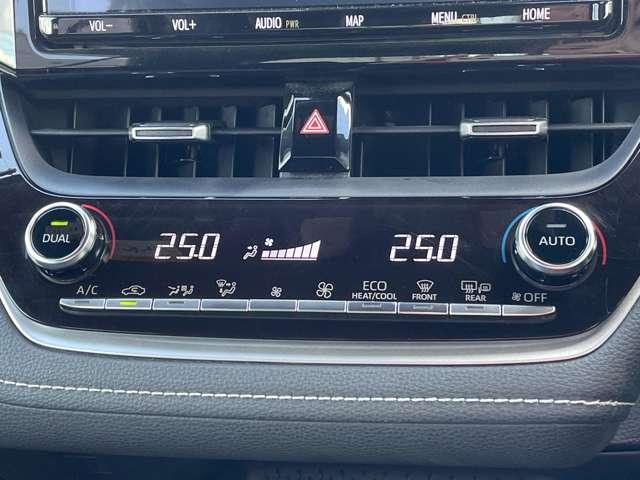 VOL- VOL+ AUDIO PWR MAP MENU CTRL HOME
DUAL 25.0 25.0 AUTO
A/C ECO HEAT/COOL FRONT REAR OFF